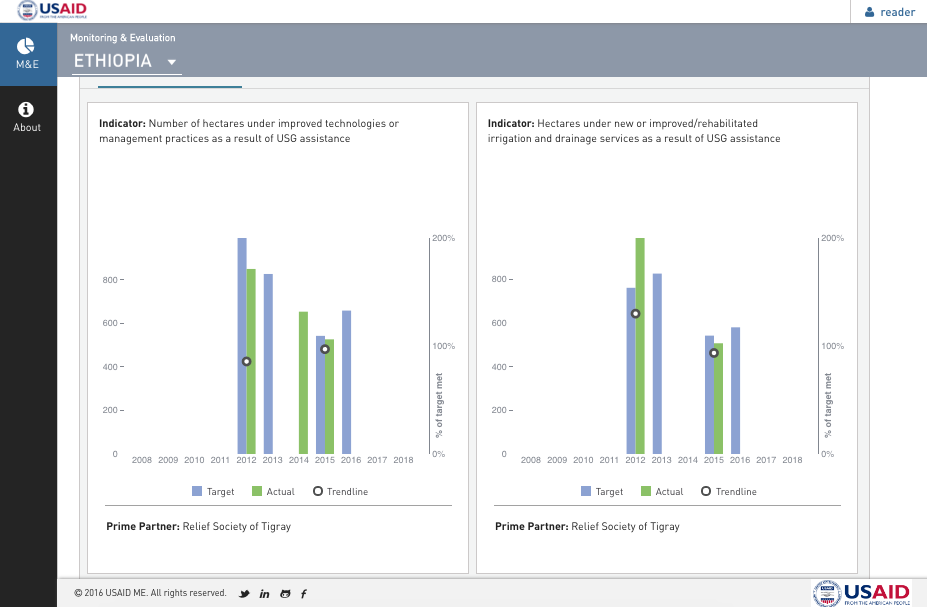 USAID
FROM THE AMERICAN PEOPLE
reader
Monitoring & Evaluation
M&E
ETHIOPIA
About
Indicator: Number of hectares under improved technologies or
management practices as a result of USG assistance
200%
800
600
100%
400
200
% of target met
0
0%
2008 2009 2010 2011 2012 2013 2014 2015 2016 2017 2018
Target Actual Trendline
Prime Partner: Relief Society of Tigray
Indicator: Hectares under new or improved/rehabilitated
irrigation and drainage services as a result of USG assistance
200%
800
600
100%
400
200
% of target met
0
0%
2008 2009 2010 2011 2012 2013 2014 2015 2016 2017 2018
Target Actual Trendline
Prime Partner: Relief Society of Tigray
© 2016 USAID ME. All rights reserved.
USAID
FROM THE AMERICAN PEOPLE